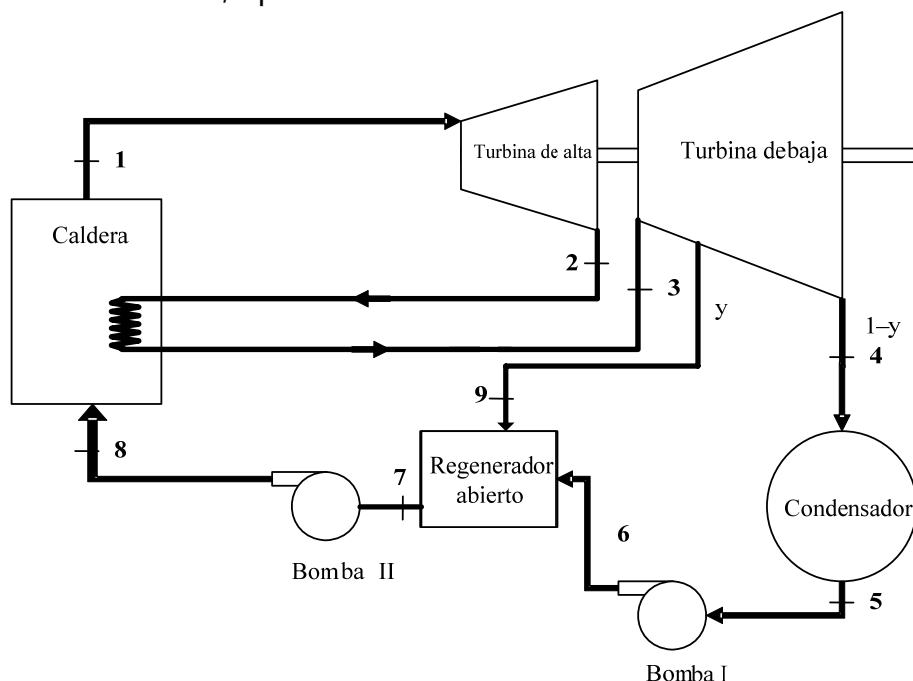 1
Turbina de alta
Turbina debaja
Caldera
2
3
y
1–y
4
9
8
7
Regenerador
abierto
6
Condensador
Bomba II
5
Bomba I